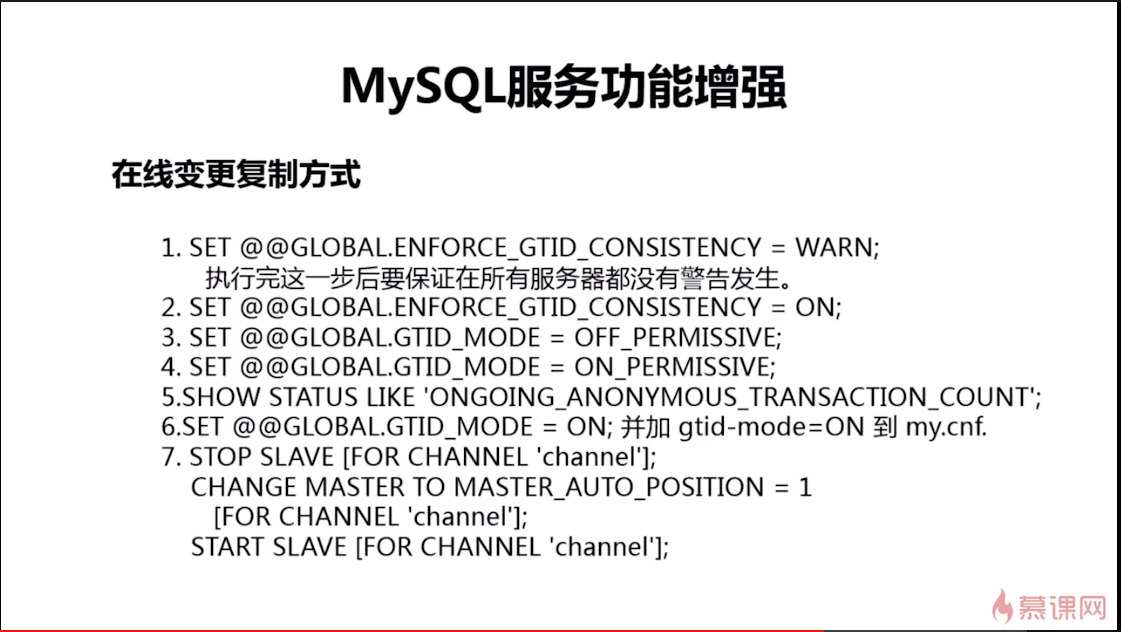 MySQL服务功能增强
在线变更复制方式
1. SET @@GLOBAL.ENFORCE_GTID_CONSISTENCY = WARN;
执行完这一步后要保证在所有服务器都没有警告发生。
2. SET @@GLOBAL.ENFORCE_GTID_CONSISTENCY = ON;
3. SET @@GLOBAL.GTID_MODE = OFF_PERMISSIVE;
4. SET @@GLOBAL.GTID_MODE = ON_PERMISSIVE;
5.SHOW STATUS LIKE 'ONGOING_ANONYMOUS_TRANSACTION_COUNT';
6.SET @@GLOBAL.GTID_MODE = ON; 并加 gtid-mode=ON 到 my.cnf.
7. STOP SLAVE [FOR CHANNEL 'channel'];
CHANGE MASTER TO MASTER_AUTO_POSITION = 1
[FOR CHANNEL 'channel'];
START SLAVE [FOR CHANNEL 'channel'];
慕课网